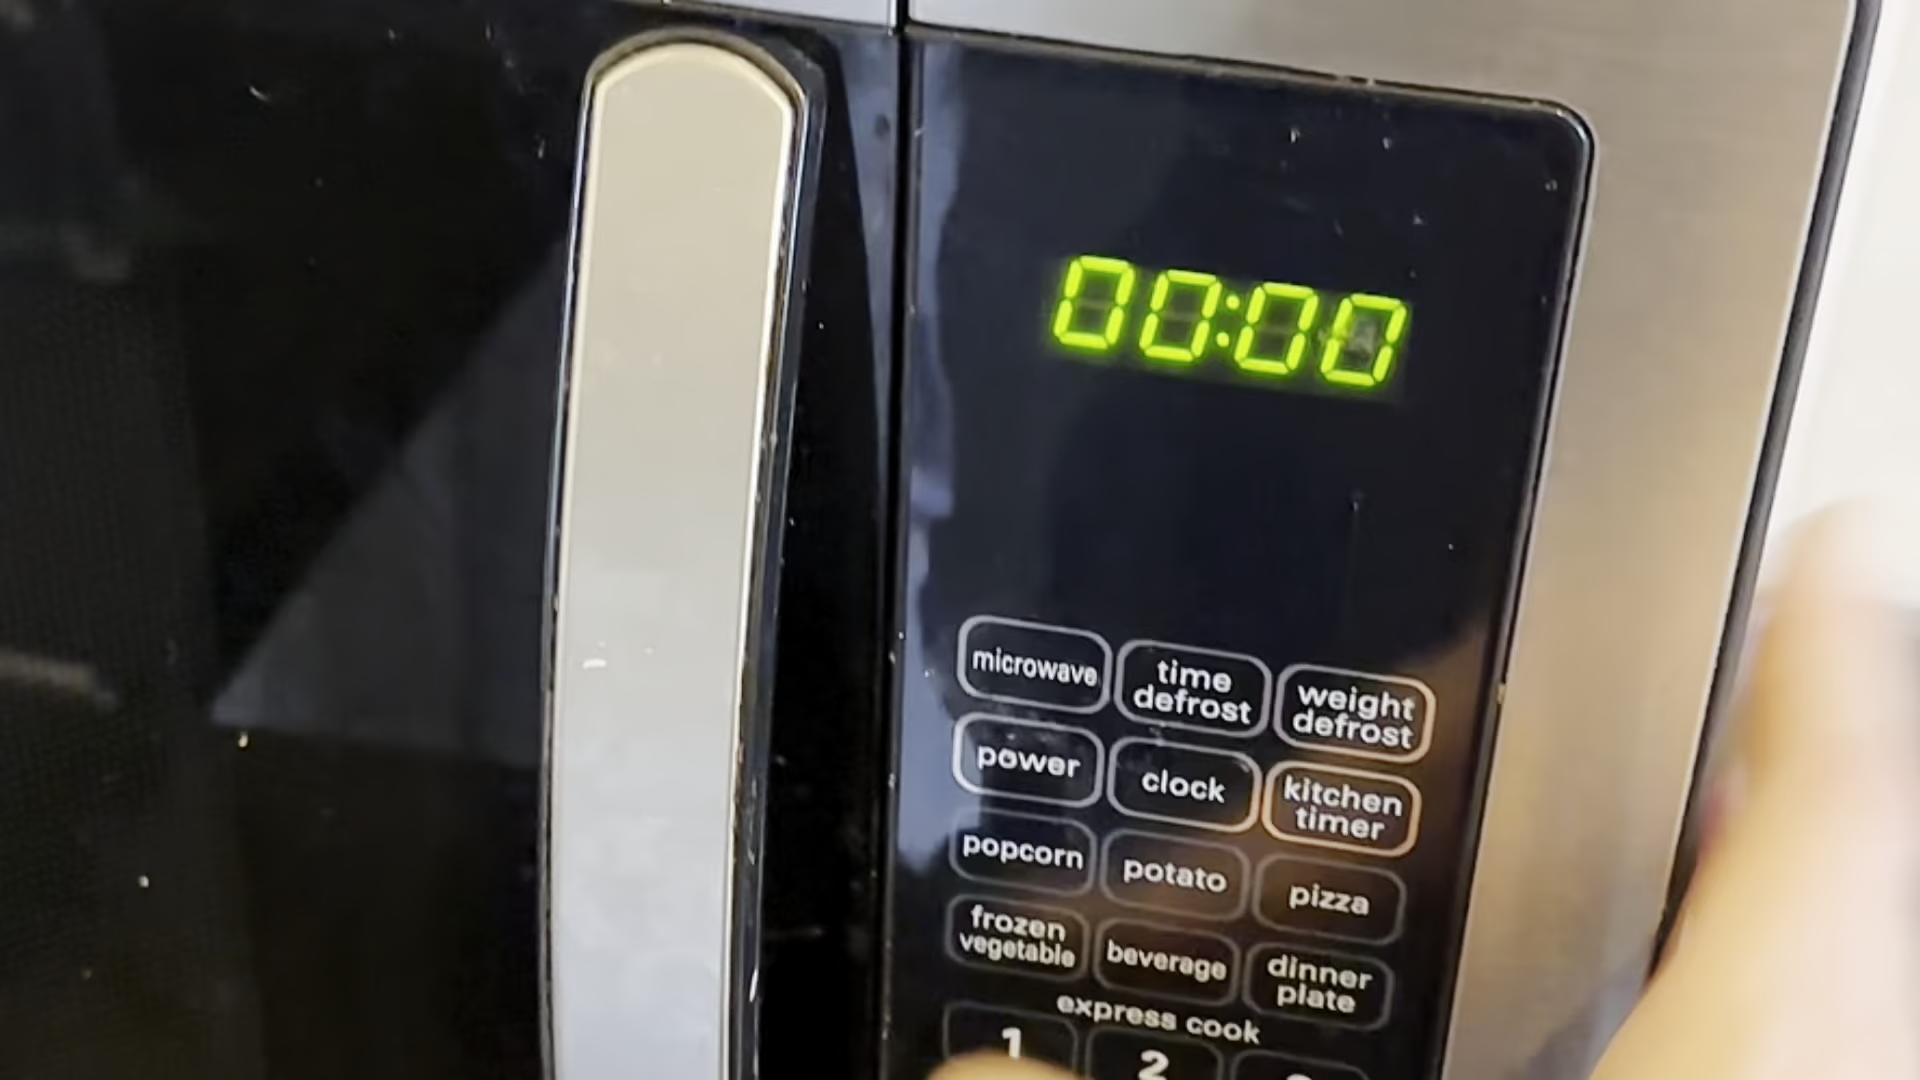 00:00
microwave
time defrost
weight defrost
power
clock
kitchen timer
popcorn
potato
pizza
frozen vegetable
beverage
dinner plate
express cook
1
2